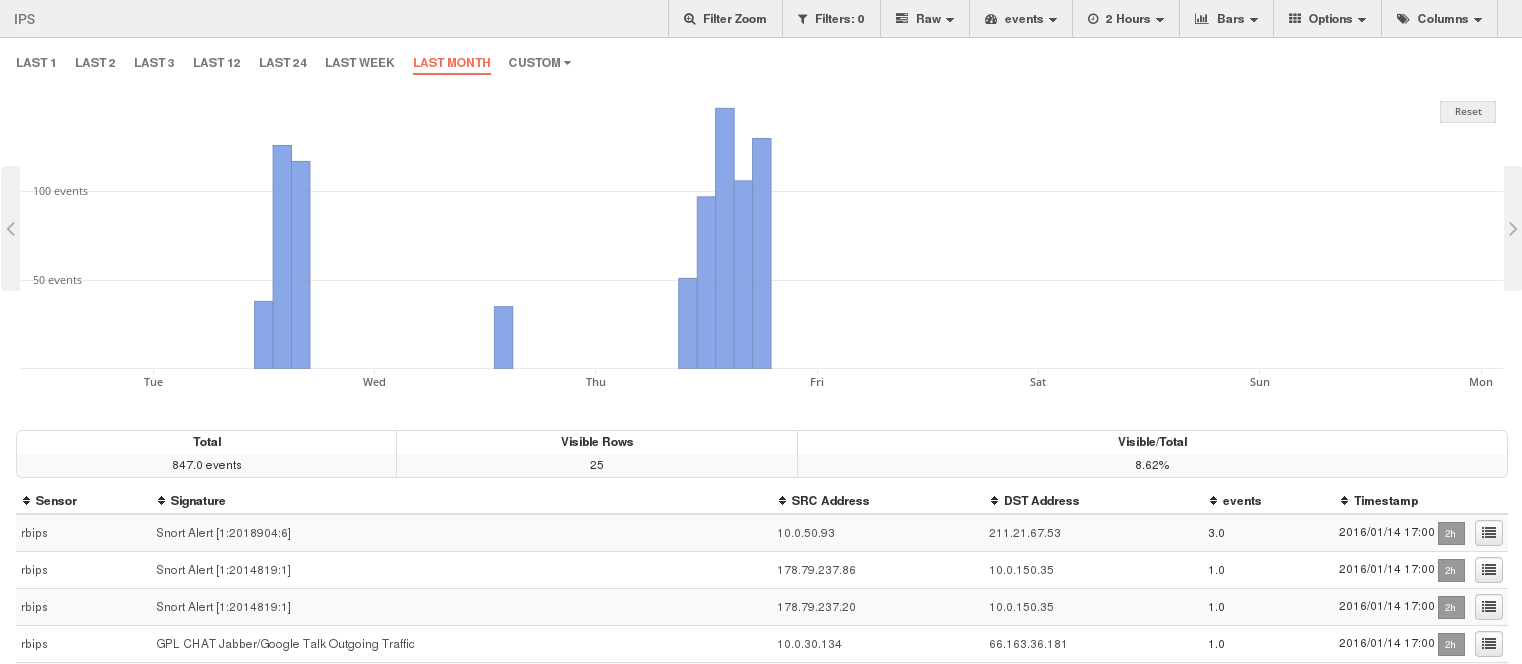 IPS
Filter Zoom
Filters: 0
Raw
events
2 Hours
Bars
Options
Columns
LAST 1
LAST 2
LAST 3
LAST 12
LAST 24
LAST WEEK
LAST MONTH
CUSTOM
Reset
100 events
50 events
Tue Wed Thu Fri Sat Sun Mon
Total Visible Rows Visible/Total
847.0 events 25 8.62%
Sensor Signature SRC Address DST Address events Timestamp
rbips Snort Alert [1:2018904:6] 10.0.50.93 211.21.67.53 3.0 2016/01/14 17:00 2h
rbips Snort Alert [1:2014819:1] 178.79.237.86 10.0.150.35 1.0 2016/01/14 17:00 2h
rbips Snort Alert [1:2014819:1] 178.79.237.20 10.0.150.35 1.0 2016/01/14 17:00 2h
rbips GPL CHAT Jabber/Google Talk Outgoing Traffic 10.0.30.134 66.163.36.181 1.0 2016/01/14 17:00 2h